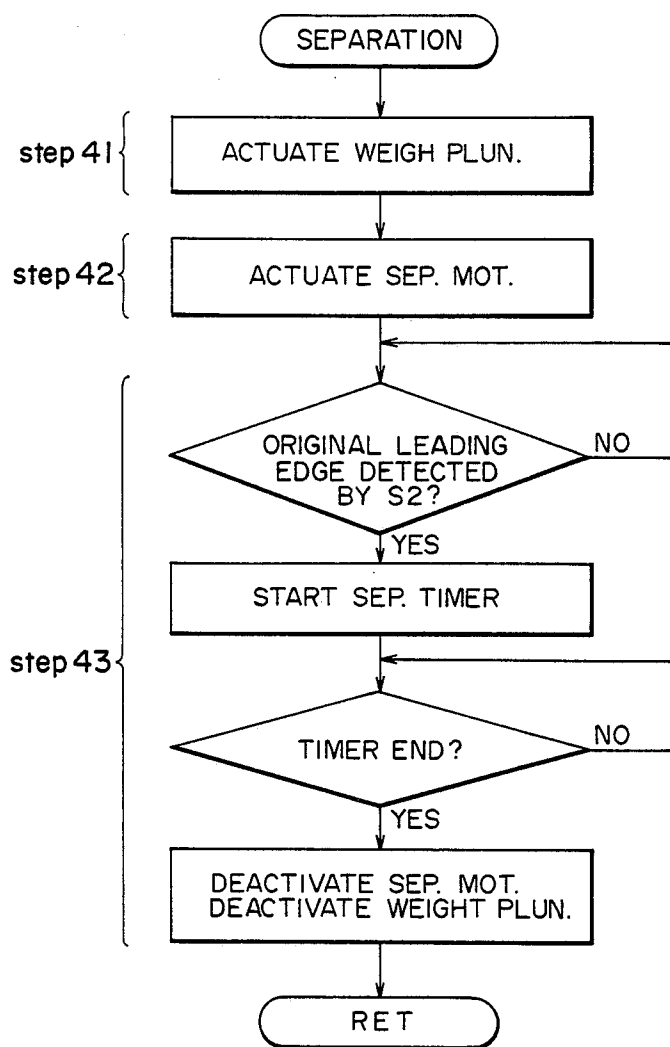 SEPARATION
step 41
ACTUATE WEIGH PLUN.
step 42
ACTUATE SEP. MOT.
ORIGINAL LEADING
EDGE DETECTED
BY S2?
NO
YES
START SEP. TIMER
step 43
TIMER END?
NO
YES
DEACTIVATE SEP. MOT.
DEACTIVATE WEIGHT PLUN.
RET